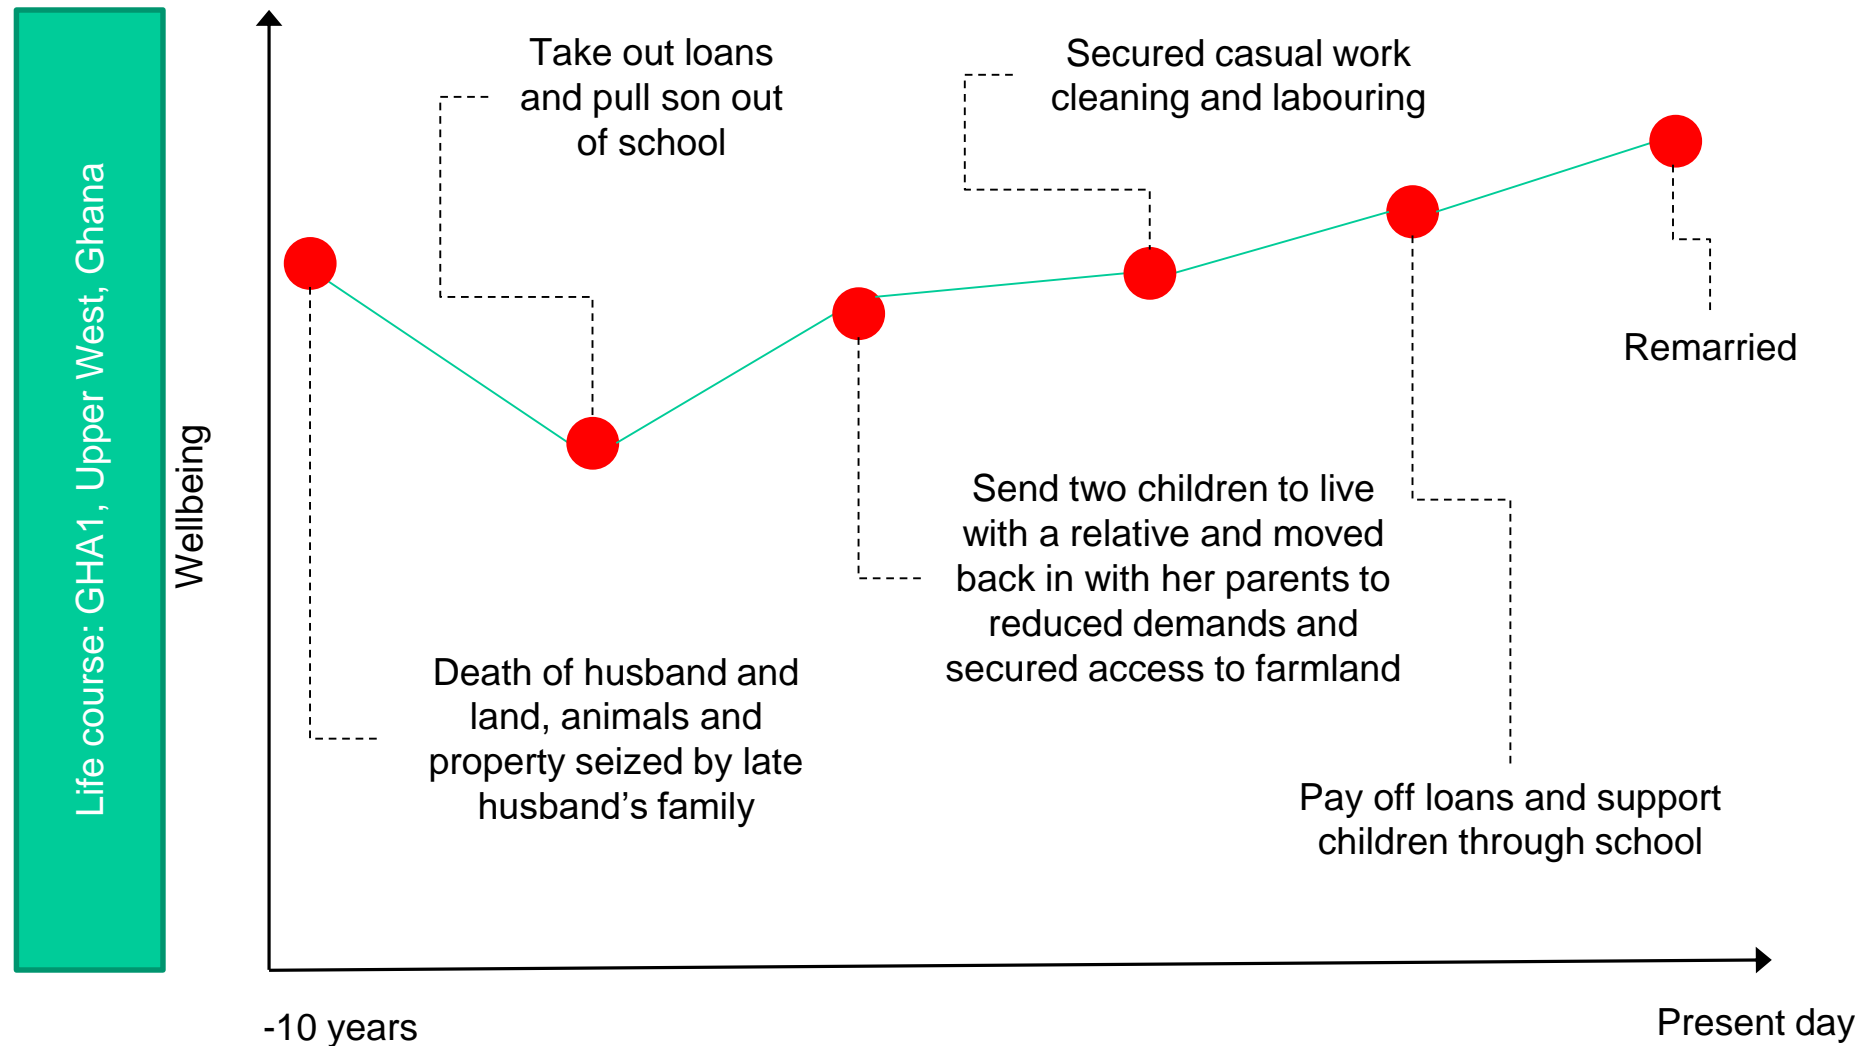 Life course: GHA1, Upper West, Ghana
Wellbeing
Take out loans
and pull son out
of school
Secured casual work
cleaning and labouring
Remarried
Send two children to live
with a relative and moved
back in with her parents to
reduced demands and
secured access to farmland
Death of husband and
land, animals and
property seized by late
husband’s family
Pay off loans and support
children through school
-10 years
Present day